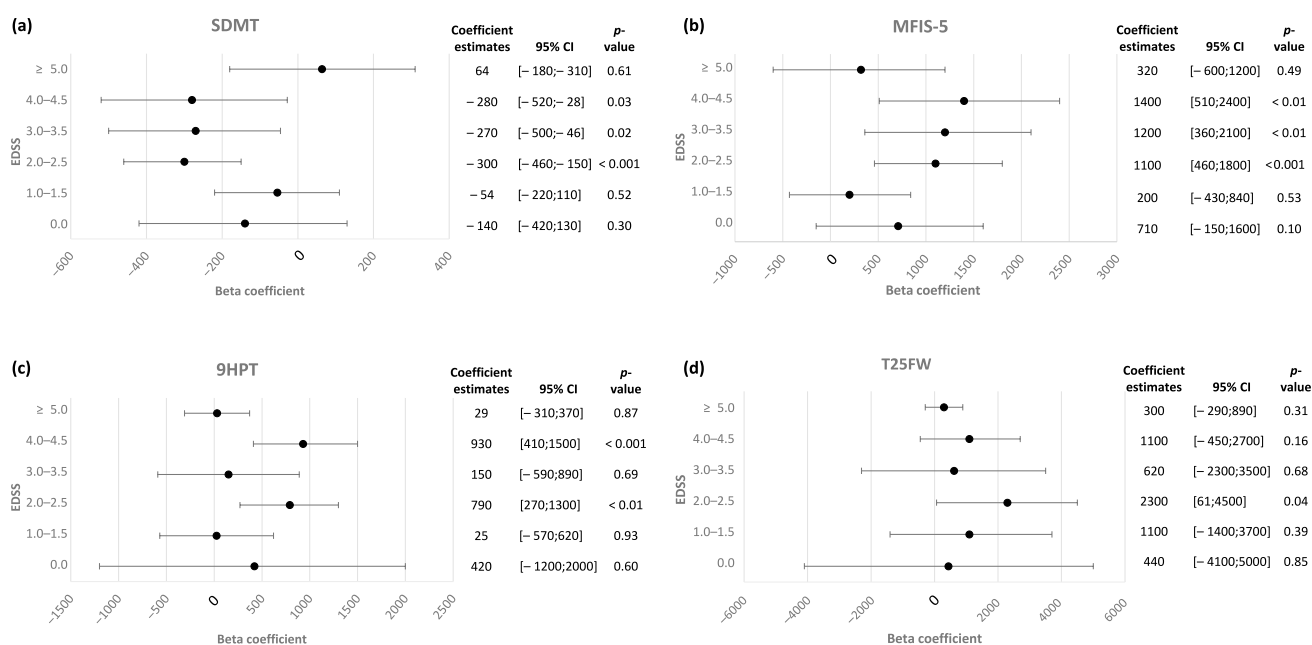 (a)
SDMT
Coefficient estimates 95% CI p-value
≥ 5.0 64 [− 180;− 310] 0.61
4.0−4.5 − 280 [− 520;− 28] 0.03
3.0−3.5 − 270 [− 500;− 46] 0.02
2.0−2.5 − 300 [− 460;− 150] < 0.001
1.0−1.5 − 54 [− 220;110] 0.52
0.0 − 140 [− 420;130] 0.30
EDSS
−600 −400 −200 0 200 400
Beta coefficient
(b)
MFIS-5
Coefficient estimates 95% CI p-value
≥ 5.0 320 [− 600;1200] 0.49
4.0−4.5 1400 [510;2400] < 0.01
3.0−3.5 1200 [360;2100] < 0.01
2.0−2.5 1100 [460;1800] <0.001
1.0−1.5 200 [− 430;840] 0.53
0.0 710 [− 150;1600] 0.10
EDSS
−1000 −500 0 500 1000 1500 2000 2500 3000
Beta coefficient
(c)
9HPT
Coefficient estimates 95% CI p-value
≥ 5.0 29 [− 310;370] 0.87
4.0−4.5 930 [410;1500] < 0.001
3.0−3.5 150 [− 590;890] 0.69
2.0−2.5 790 [270;1300] < 0.01
1.0−1.5 25 [− 570;620] 0.93
0.0 420 [− 1200;2000] 0.60
EDSS
−1500 −1000 −500 0 500 1000 1500 2000 2500
Beta coefficient
(d)
T25FW
Coefficient estimates 95% CI p-value
≥ 5.0 300 [− 290;890] 0.31
4.0−4.5 1100 [− 450;2700] 0.16
3.0−3.5 620 [− 2300;3500] 0.68
2.0−2.5 2300 [61;4500] 0.04
1.0−1.5 1100 [− 1400;3700] 0.39
0.0 440 [− 4100;5000] 0.85
EDSS
−6000 −4000 −2000 0 2000 4000 6000
Beta coefficient